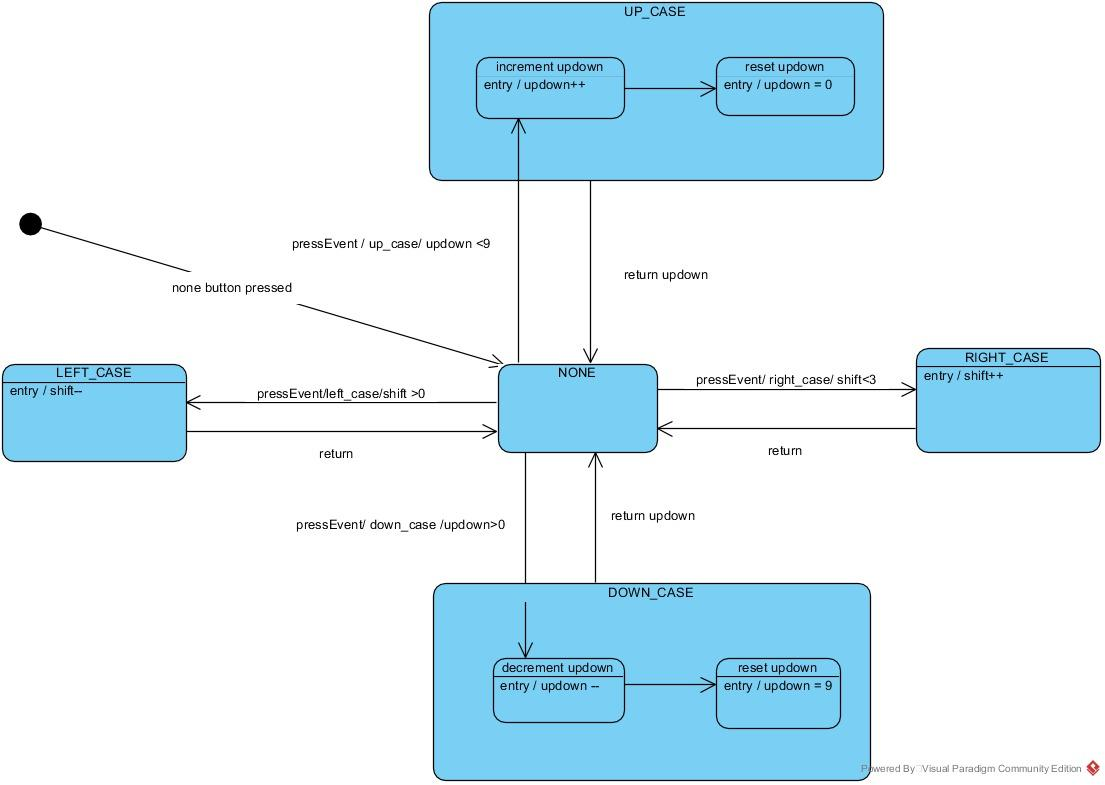 UP_CASE
increment updown
entry / updown++
reset updown
entry / updown = 0
pressEvent / up_case/ updown <9
return updown
none button pressed
LEFT_CASE
entry / shift--
pressEvent/left_case/shift >0
return
NONE
pressEvent/ right_case/ shift<3
return
RIGHT_CASE
entry / shift++
pressEvent/ down_case /updown>0
return updown
DOWN_CASE
decrement updown
entry / updown --
reset updown
entry / updown = 9
Powered By Visual Paradigm Community Edition